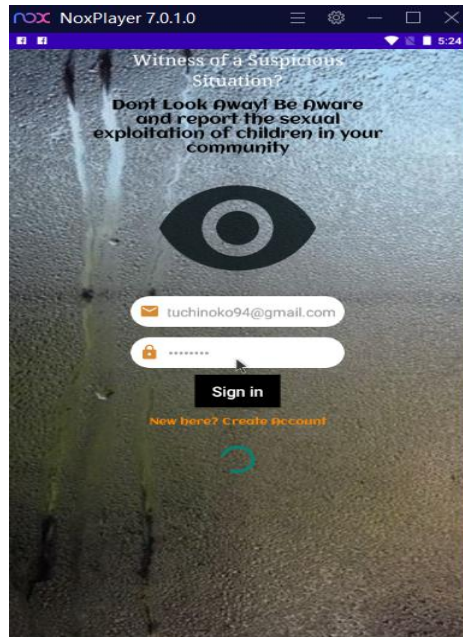 nox NoxPlayer 7.0.1.0
5:24
Witness of a Suspicious
Situation?
Dont Look Away! Be Aware
and report the sexual
exploitation of children in your
community
tuchinoko94@gmail.com
Sign in
New here? Create Account